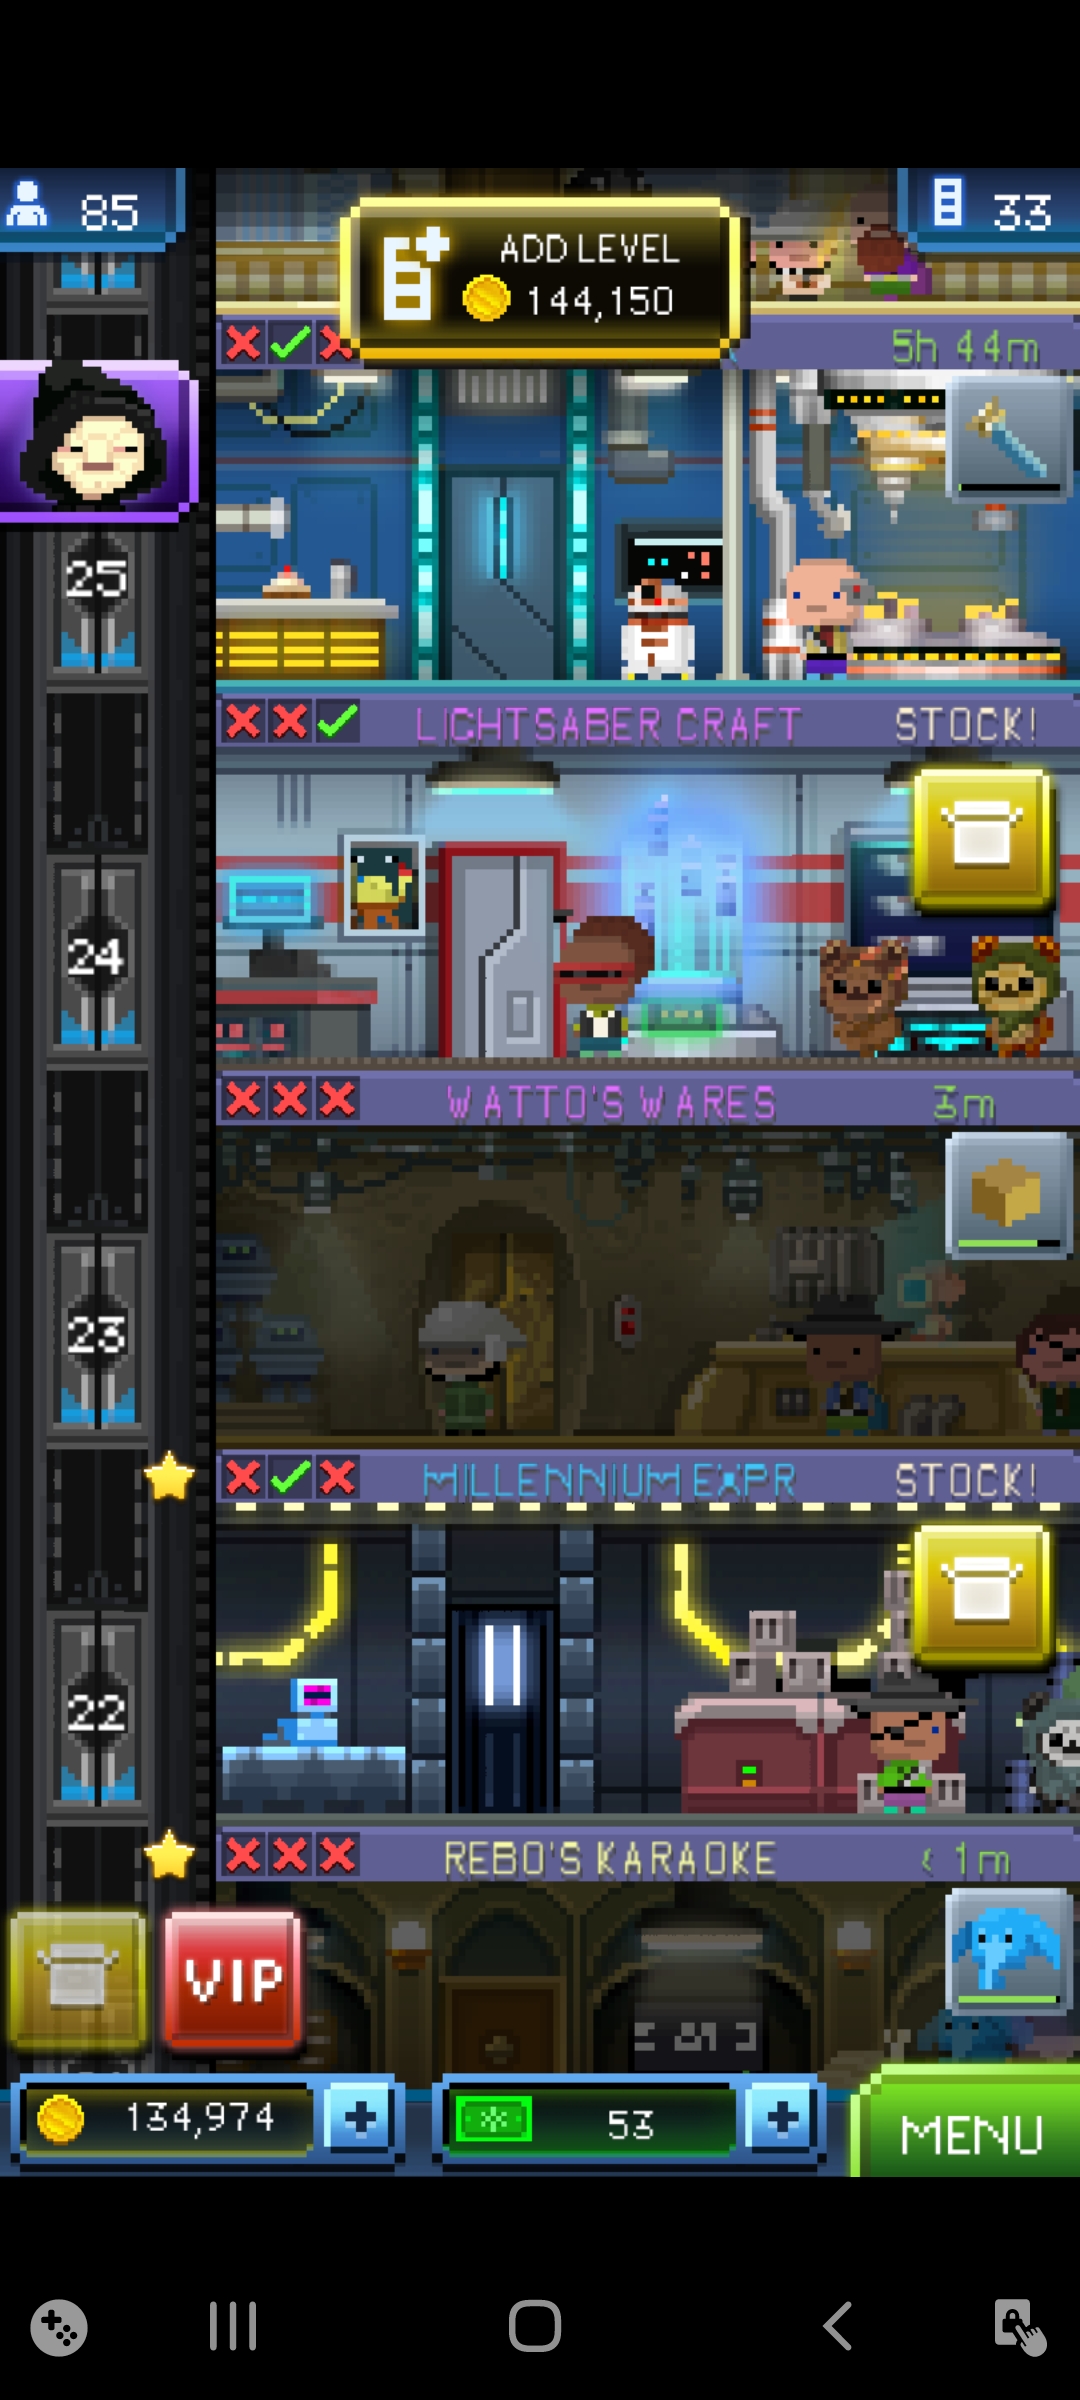 85
33
ADD LEVEL
144,150
5h 44m
25
LIGHTSABER CRAFT
STOCK!
24
WATTO'S WARES
3m
23
MILLENNIUM EXPR
STOCK!
22
REBO'S KARAOKE
< 1m
VIP
134,974
53
MENU